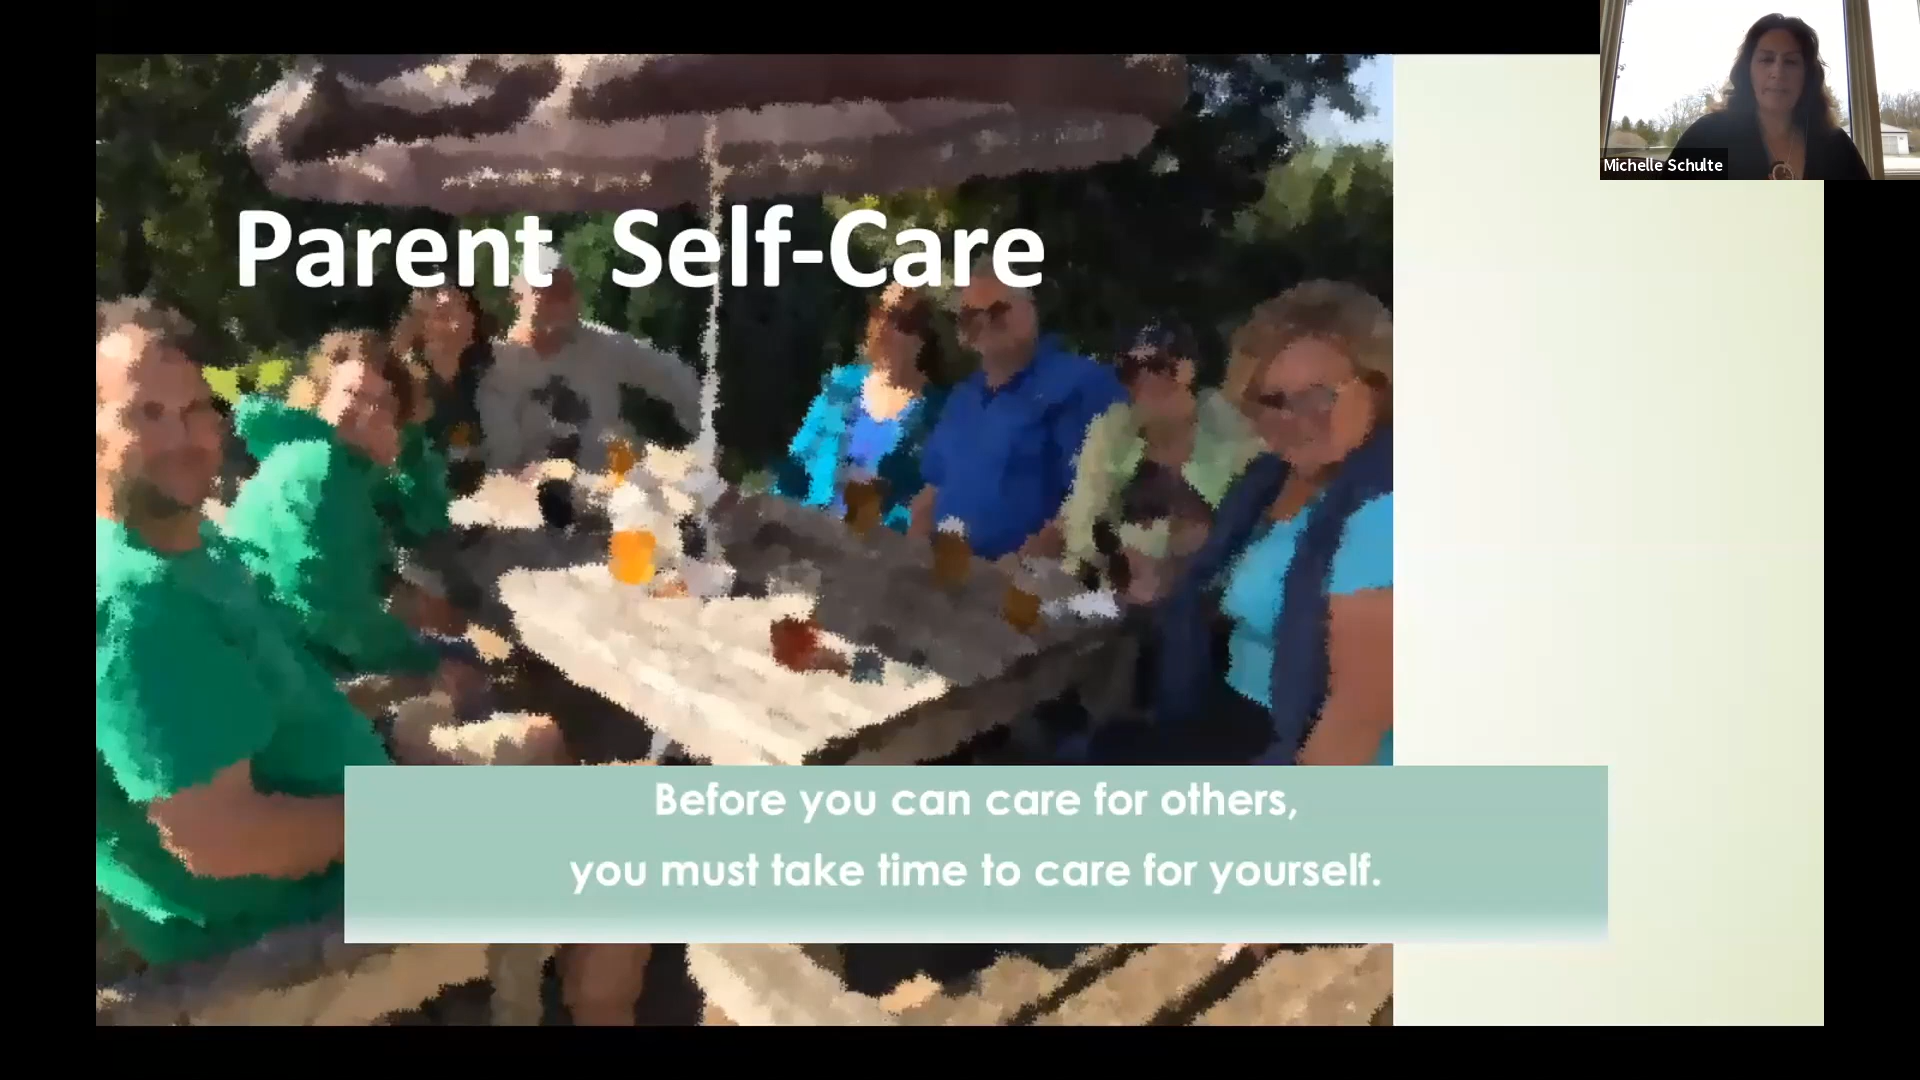 Michelle Schulte
Parent Self-Care
Before you can care for others,
you must take time to care for yourself.